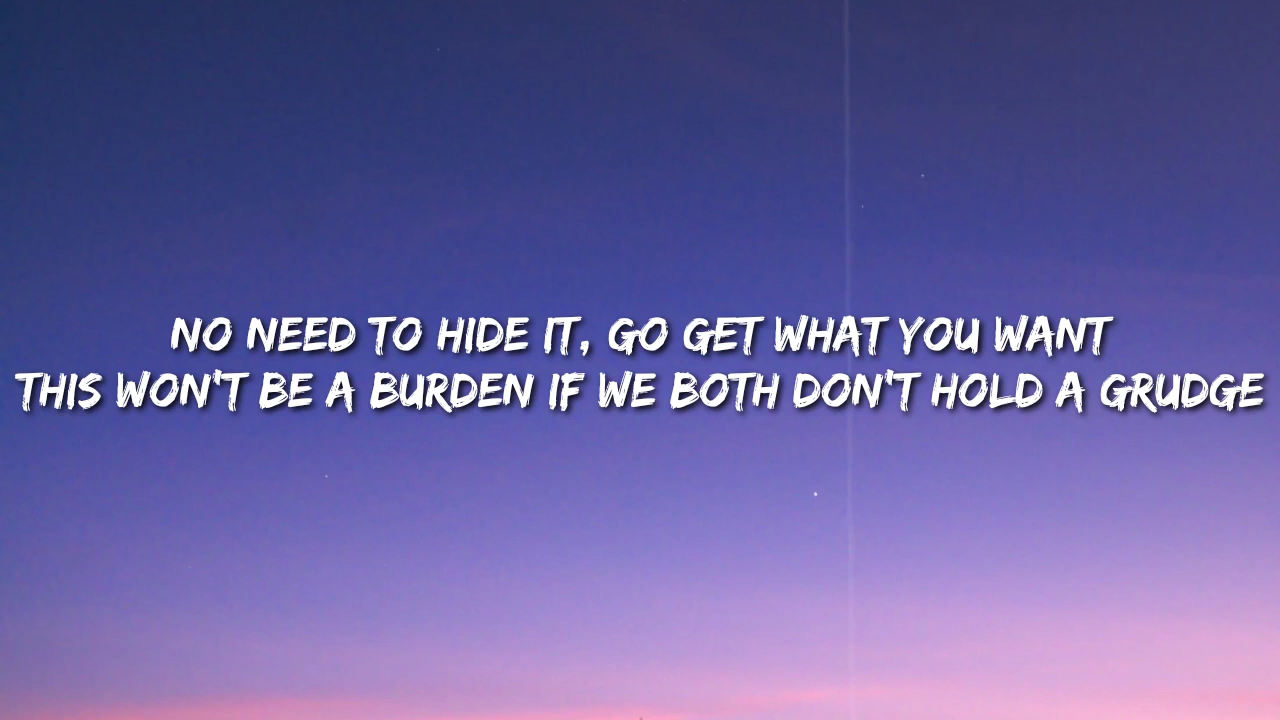 NO NEED TO HIDE IT, GO GET WHAT YOU WANT
THIS WON'T BE A BURDEN IF WE BOTH DON'T HOLD A GRUDGE